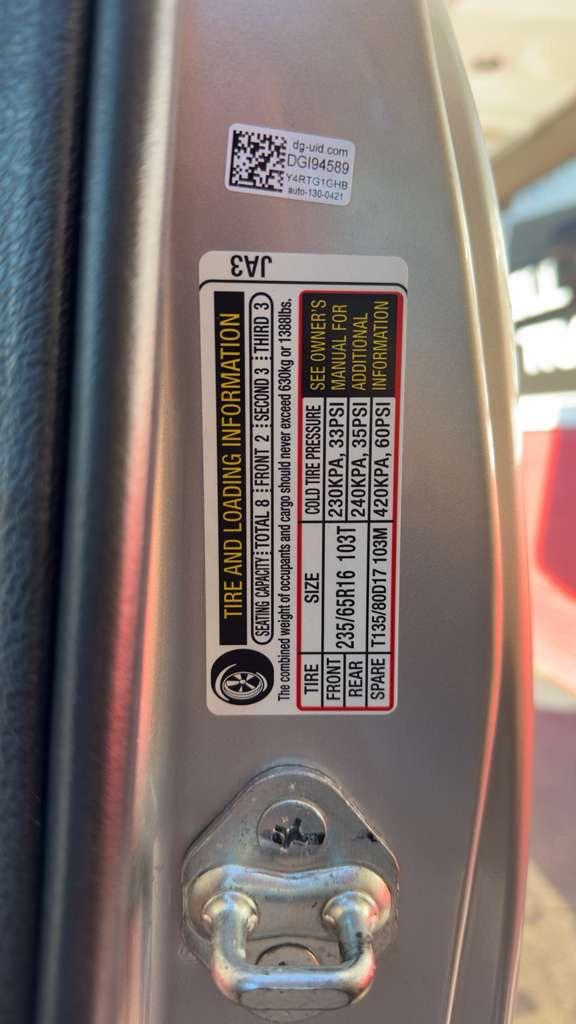 dg-uid.com
DGI94589
Y4RTG1GHB
auto-130-0421
JA3
TIRE AND LOADING INFORMATION
SEATING CAPACITY TOTAL 8 FRONT 2 SECOND 3 THIRD 3
The combined weight of occupants and cargo should never exceed 630kg or 1388lbs.
TIRE SIZE COLD TIRE PRESSURE
FRONT 235/65R16 103T 230KPA, 33PSI
REAR 240KPA, 35PSI
SPARE T135/80D17 103M 420KPA, 60PSI
SEE OWNER'S
MANUAL FOR
ADDITIONAL
INFORMATION